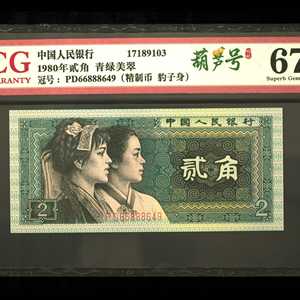 CG
中国人民银行 17189103
WARRANTY
1980年贰角 青绿美翠
葫芦号
冠号： PD66888649 （精制币 豹子身）
67
Superb Gem
中国人民银行
贰角
PD66888649
2
2